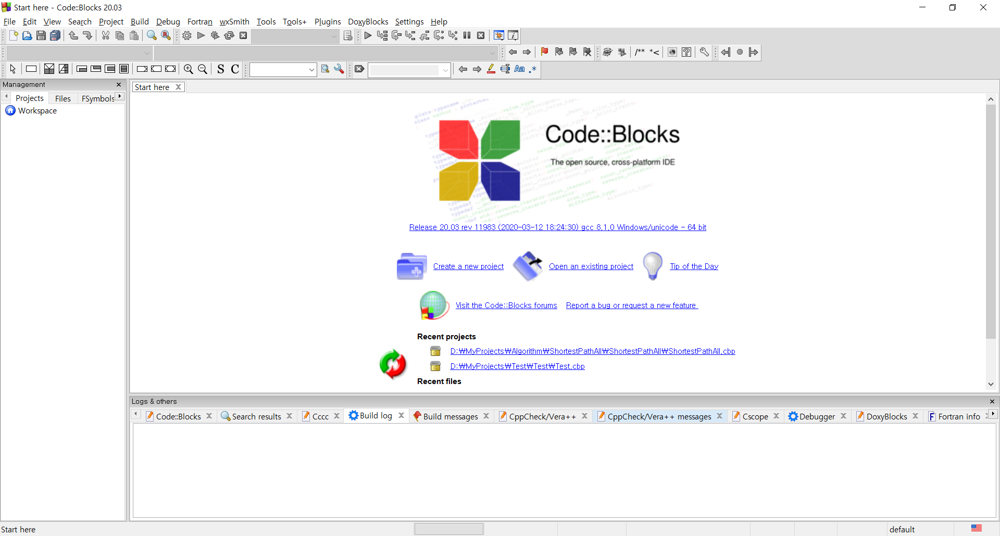 Start here - Code::Blocks 20.03
File Edit View Search Project Build Debug Fortran wxSmith Tools Tools+ Plugins DoxyBlocks Settings Help
/** *<
S C
Aa .*
Management
Start here
Projects Files FSymbols
Workspace
Code::Blocks
The open source, cross-platform IDE
Release 20.03 rev 11983 (2020-03-12 18:24:30) gcc 8.1.0 Windows/unicode - 64 bit
Create a new project Open an existing project Tip of the Day
Visit the Code::Blocks forums Report a bug or request a new feature
Recent projects
D:₩MyProjects₩Algorithm₩ShortestPathAll₩ShortestPathAll₩ShortestPathAll.cbp
D:₩MyProjects₩Test₩Test₩Test.cbp
Recent files
Logs & others
Code::Blocks Search results Cccc Build log Build messages CppCheck/Vera++ CppCheck/Vera++ messages Cscope Debugger DoxyBlocks Fortran info
Start here default